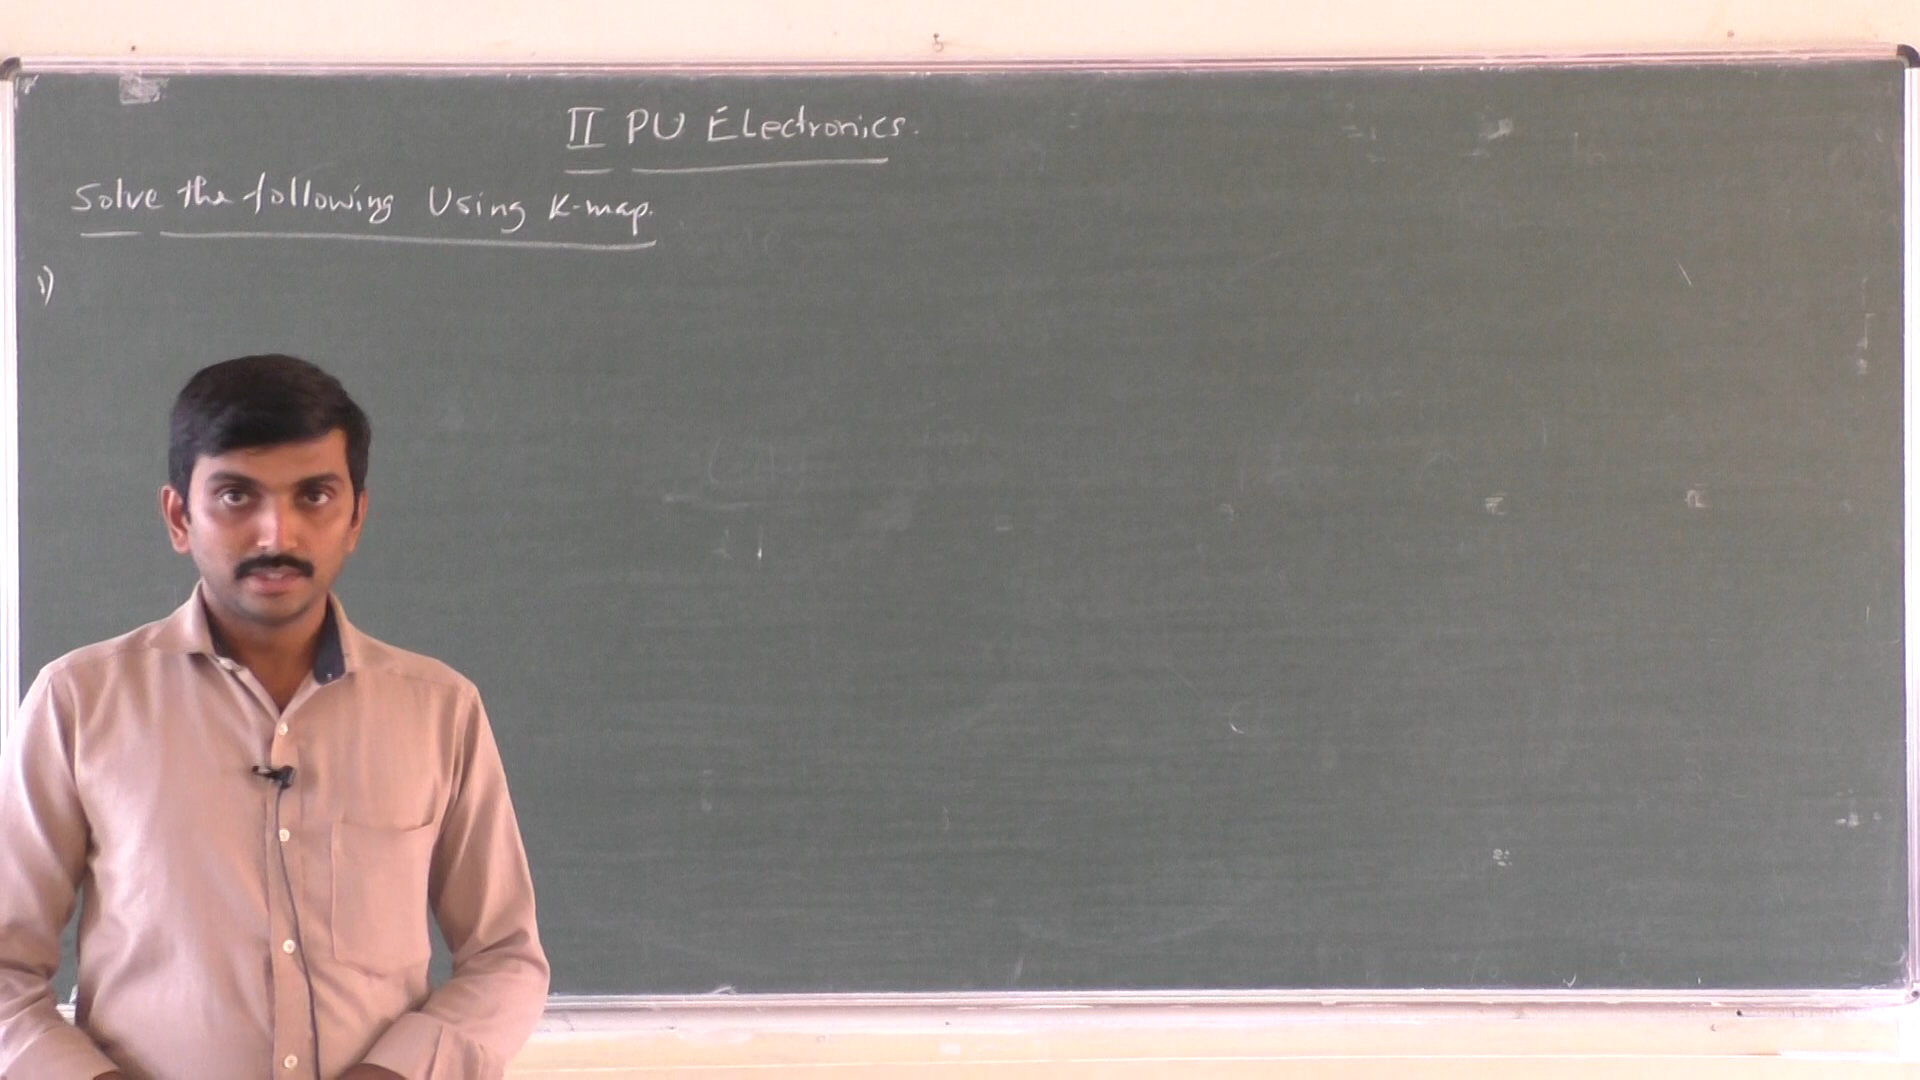 II PU Electronics.
Solve the following Using K-map.
1)